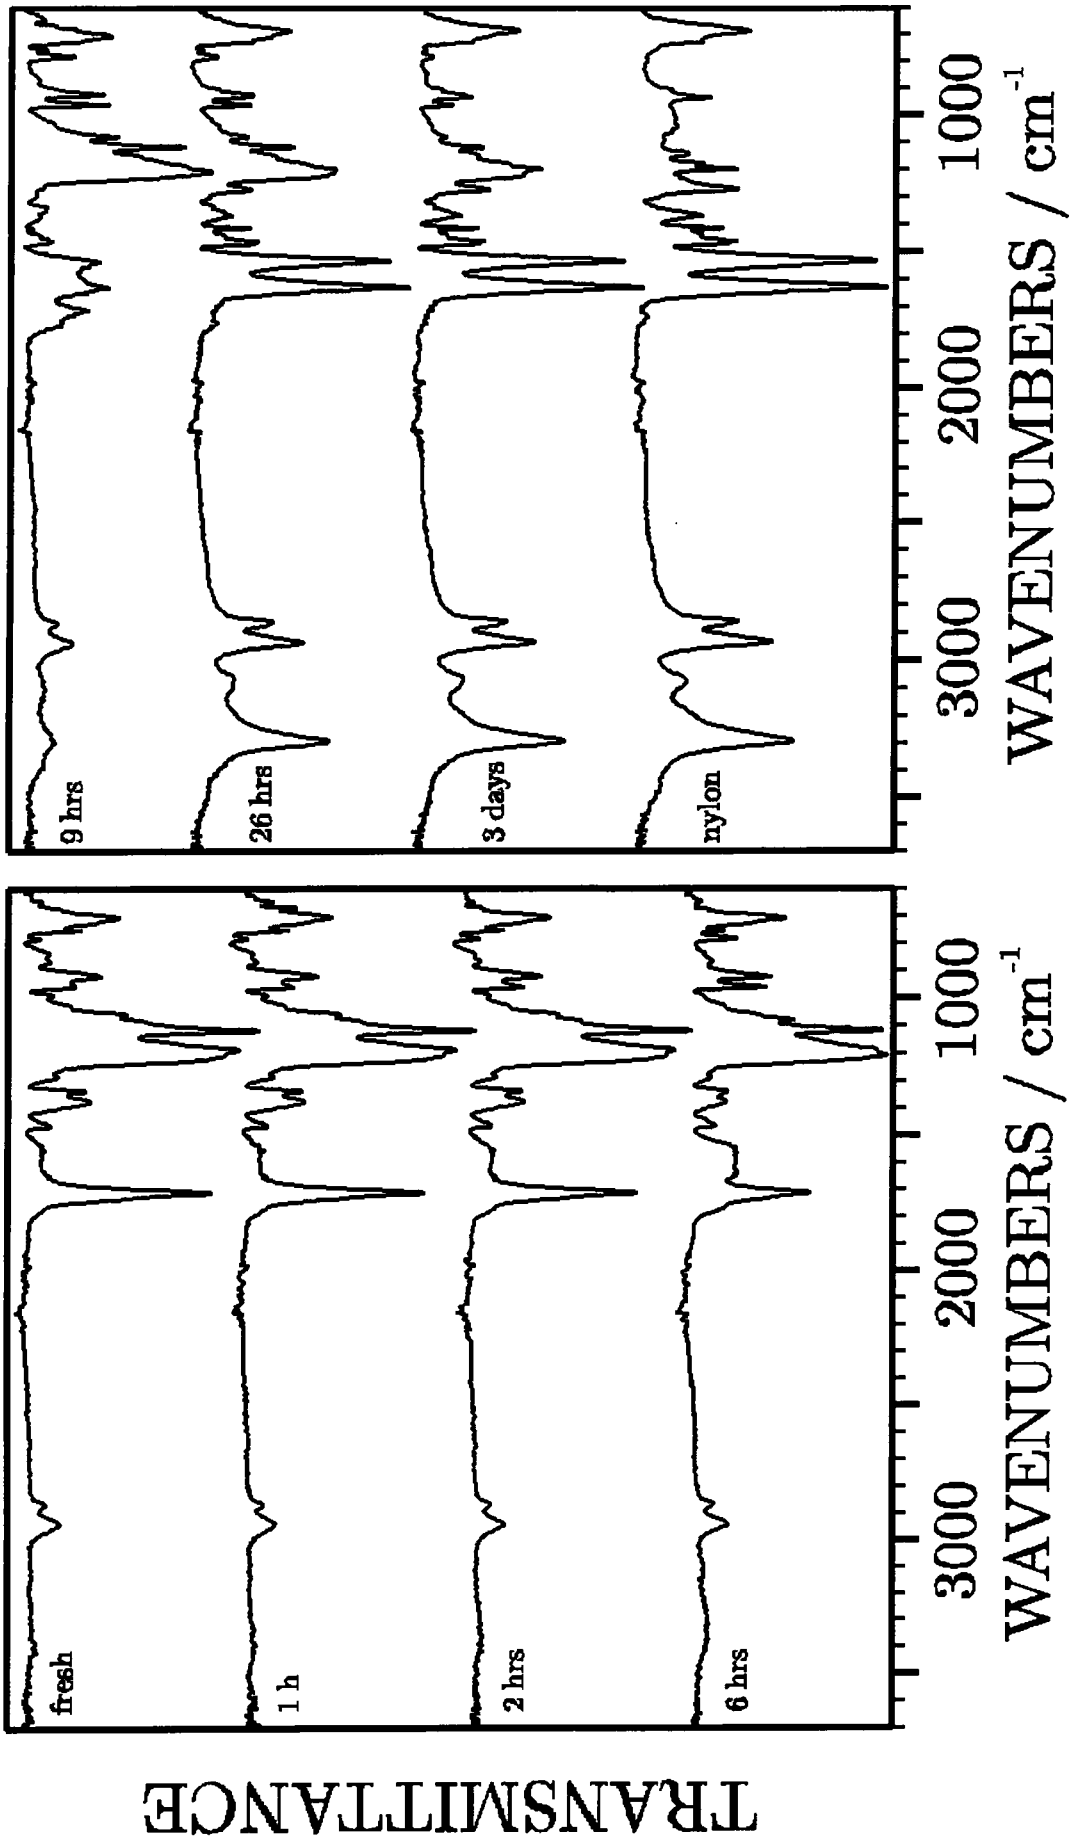 TRANSMITTANCE
fresh
1 h
2 hrs
6 hrs
3000 2000 1000
WAVENUMBERS / cm⁻¹
9 hrs
26 hrs
3 days
nylon
3000 2000 1000
WAVENUMBERS / cm⁻¹